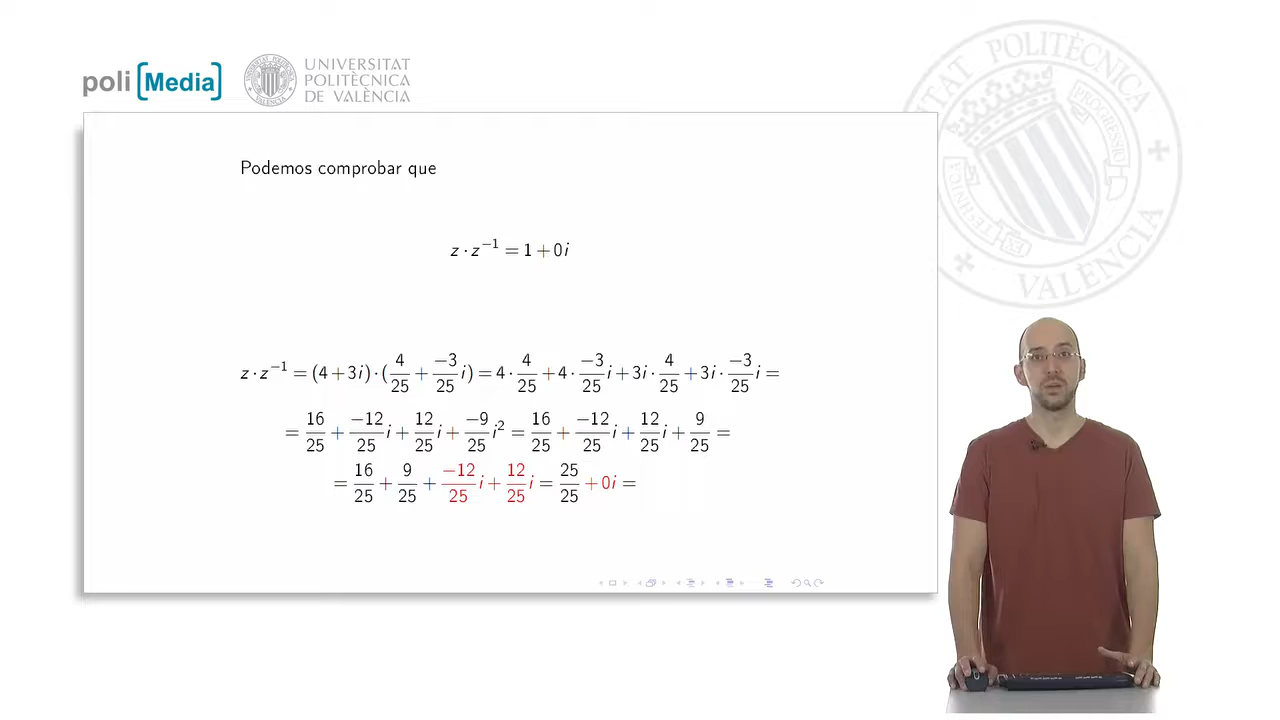 poli[Media]
UNIVERSITAT
POLITÈCNICA
DE VALÈNCIA
Podemos comprobar que
z · z⁻¹ = 1 + 0i
z · z⁻¹ = (4 + 3i) · (4/25 + -3/25 i) = 4 · 4/25 + 4 · -3/25 i + 3i · 4/25 + 3i · -3/25 i =
= 16/25 + -12/25 i + 12/25 i + -9/25 i² = 16/25 + -12/25 i + 12/25 i + 9/25 =
= 16/25 + 9/25 + -12/25 i + 12/25 i = 25/25 + 0i =
POLITÈCNICA
VALÈNCIA